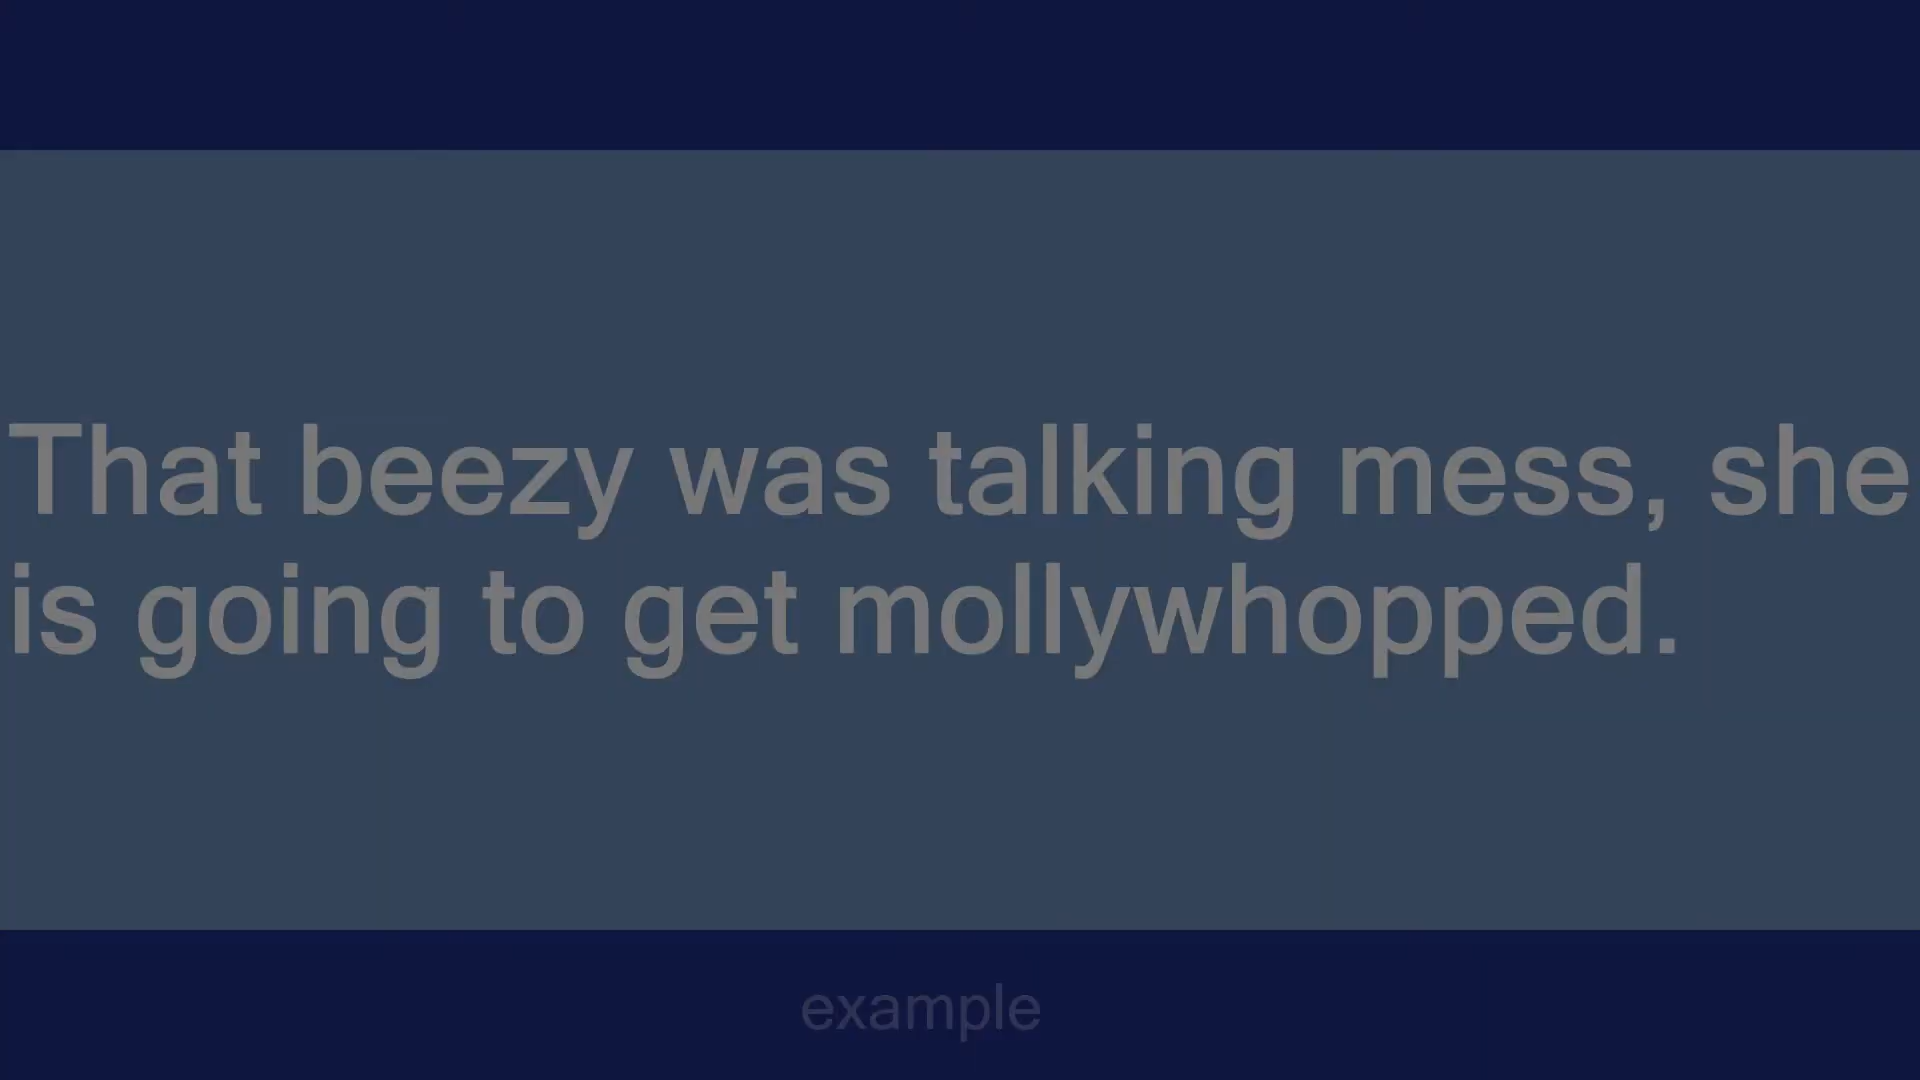 That beezy was talking mess, she
is going to get mollywhopped.
example